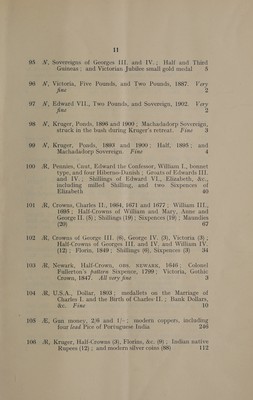 11
95 N, Sovereigns of Georges III. and IV. ; Half and Third
Guineas ; and Victorian Jubilee small gold medal 5
96 N, Victoria, Five Pounds, and Two Pounds, 1887. Very
fine 2
97 N, Edward VII., Two Pounds, and Sovereign, 1902. Very
fine 2
98 N, Kruger, Ponds, 1898 and 1900 ; Machadadorp Sovereign,
struck in the bush during Kruger's retreat. Fine 3
99 N, Kruger, Ponds, 1893 and 1900 ; Half, 1895 ; and
Machadadorp Sovereign. Fine 4
100 Æ, Pennies, Cnut, Edward the Confessor, William I., bonnet
type, and four Hiberno-Danish ; Groats of Edwards III.
and IV. ; Shillings of Edward VI., Elizabeth, &c.,
including milled Shilling, and two Sixpences of
Elizabeth 40
101 Æ, Crowns, Charles II., 1664, 1671 and 1677 ; William III.,
1695 ; Half-Crowns of William and Mary, Anne and
George II. (5) ; Shillings (19) ; Sixpences (19) ; Maundies
(20) 67
102 Æ, Crowns of George III. (6), George IV. (3), Victoria (3) ;
Half-Crowns of Georges III. and IV. and William IV.
(12) ; Florin, 1849 ; Shillings (6), Sixpences (3) 34
103 Æ, Newark, Half-Crown, OBS. NEWARK, 1646 ; Colonel
Fullerton's pattern Sixpence, 1799 ; Victoria, Gothic
Crown, 1847. All very fine 3
104 Æ, U.S.A., Dollar, 1803 ; medallets on the Marriage of
Charles I. and the Birth of Charles II. ; Bank Dollars,
&c. Fine 10
105 Æ, Gun money, 2/6 and 1/- ; modern coppers, including
four lead Pice of Portuguese India 246
106 Æ, Kruger, Half-Crowns (3), Florins, &c. (9) ; Indian native
Rupees (12) ; and modern silver coins (88) 112